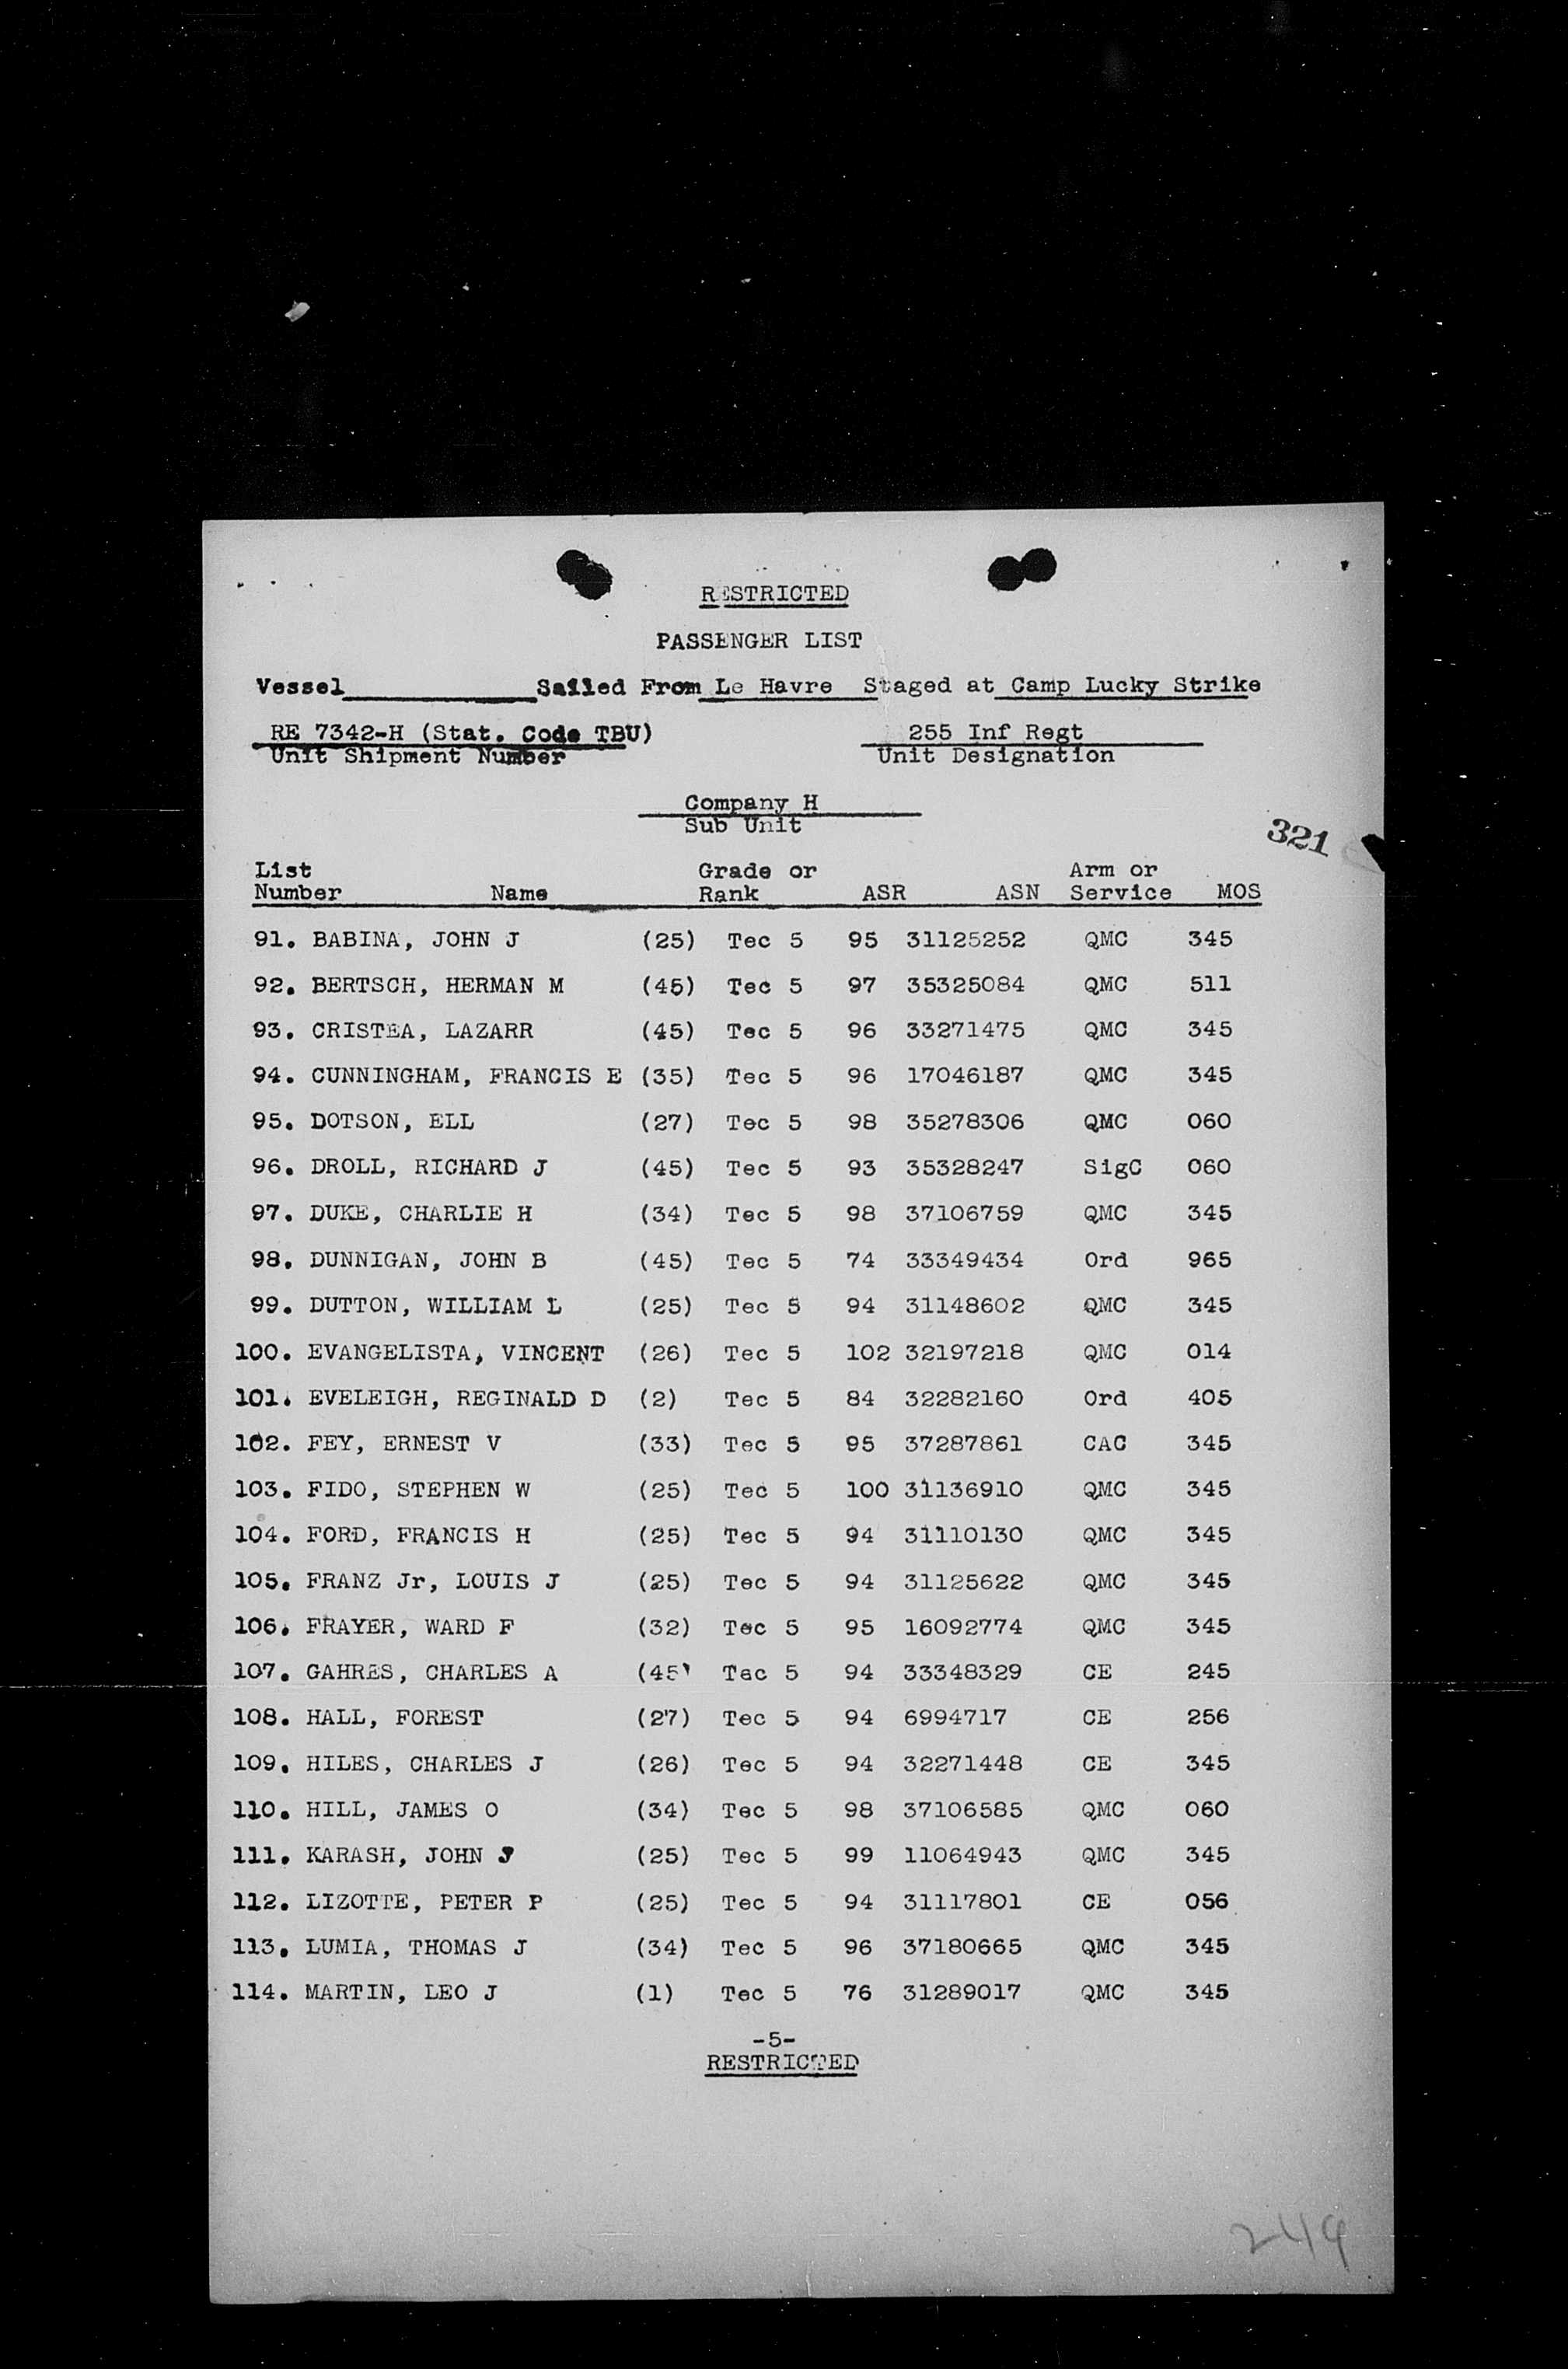 RESTRICTED
PASSENGER LIST
Vessel____________Sailed From Le Havre Staged at Camp Lucky Strike
RE 7342-H (Stat. Code TBU) 255 Inf Regt
Unit Shipment Number Unit Designation
Company H
Sub Unit
321
List Grade or Arm or
Number Name Rank ASR ASN Service MOS
91. BABINA, JOHN J (25) Tec 5 95 31125252 QMC 345
92. BERTSCH, HERMAN M (45) Tec 5 97 35325084 QMC 511
93. CRISTEA, LAZARR (45) Tec 5 96 33271475 QMC 345
94. CUNNINGHAM, FRANCIS E (35) Tec 5 96 17046187 QMC 345
95. DOTSON, ELL (27) Tec 5 98 35278306 QMC 060
96. DROLL, RICHARD J (45) Tec 5 93 35328247 SigC 060
97. DUKE, CHARLIE H (34) Tec 5 98 37106759 QMC 345
98. DUNNIGAN, JOHN B (45) Tec 5 74 33349434 Ord 965
99. DUTTON, WILLIAM L (25) Tec 5 94 31148602 QMC 345
100. EVANGELISTA, VINCENT (26) Tec 5 102 32197218 QMC 014
101. EVELEIGH, REGINALD D (2) Tec 5 84 32282160 Ord 405
102. FEY, ERNEST V (33) Tec 5 95 37287861 CAC 345
103. FIDO, STEPHEN W (25) Tec 5 100 31136910 QMC 345
104. FORD, FRANCIS H (25) Tec 5 94 31110130 QMC 345
105. FRANZ Jr, LOUIS J (25) Tec 5 94 31125622 QMC 345
106. FRAYER, WARD F (32) Tec 5 95 16092774 QMC 345
107. GAHRES, CHARLES A (45) Tec 5 94 33348329 CE 245
108. HALL, FOREST (27) Tec 5 94 6994717 CE 256
109. HILES, CHARLES J (26) Tec 5 94 32271448 CE 345
110. HILL, JAMES O (34) Tec 5 98 37106585 QMC 060
111. KARASH, JOHN J (25) Tec 5 99 11064943 QMC 345
112. LIZOTTE, PETER P (25) Tec 5 94 31117801 CE 056
113. LUMIA, THOMAS J (34) Tec 5 96 37180665 QMC 345
114. MARTIN, LEO J (1) Tec 5 76 31289017 QMC 345
-5-
RESTRICTED
249